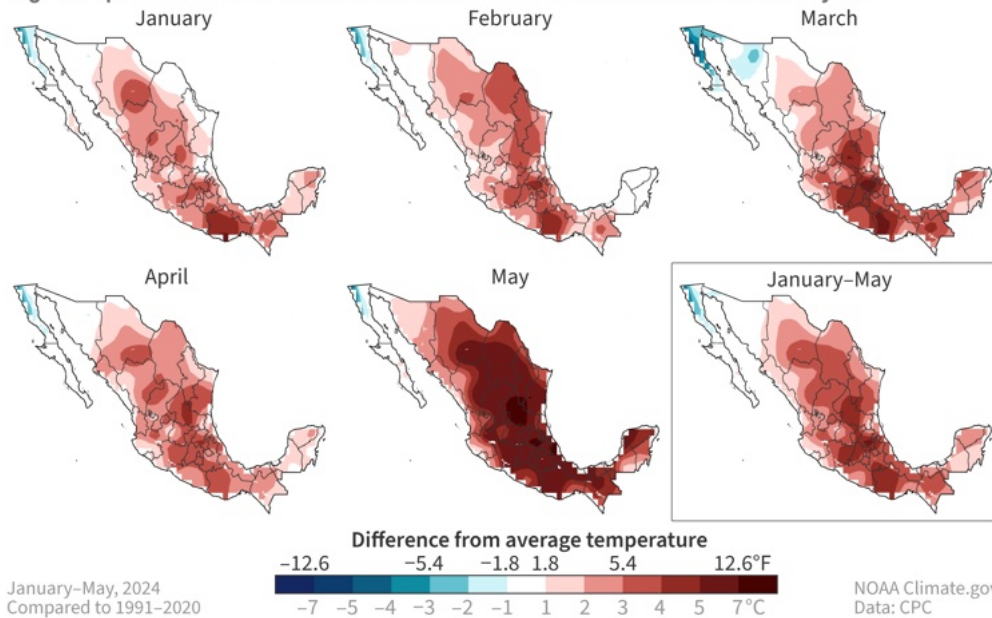 January
February
March
April
May
January–May
Difference from average temperature
−12.6 −5.4 −1.8 1.8 5.4 12.6°F
−7 −5 −4 −3 −2 −1 1 2 3 4 5 7°C
January–May, 2024
Compared to 1991–2020
NOAA Climate.gov
Data: CPC